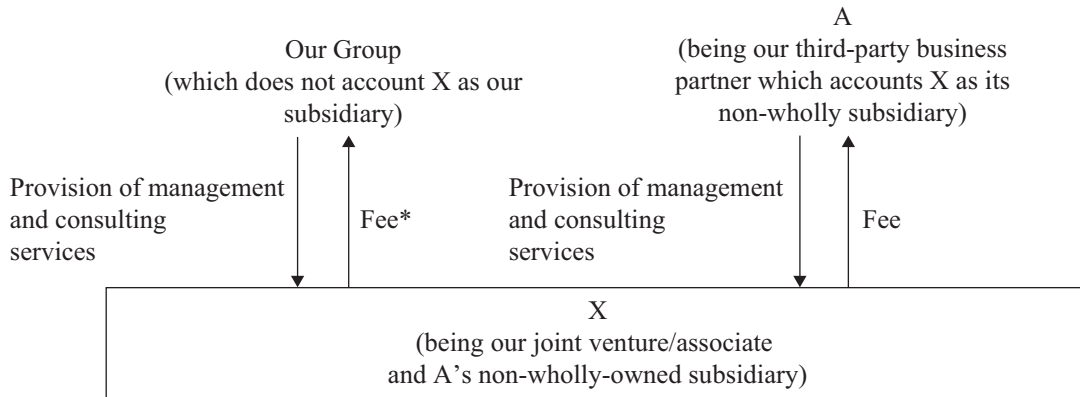 Our Group
(which does not account X as our
subsidiary)
A
(being our third-party business
partner which accounts X as its
non-wholly subsidiary)
Provision of management
and consulting
services
Fee*
Provision of management
and consulting
services
Fee
X
(being our joint venture/associate
and A's non-wholly-owned subsidiary)